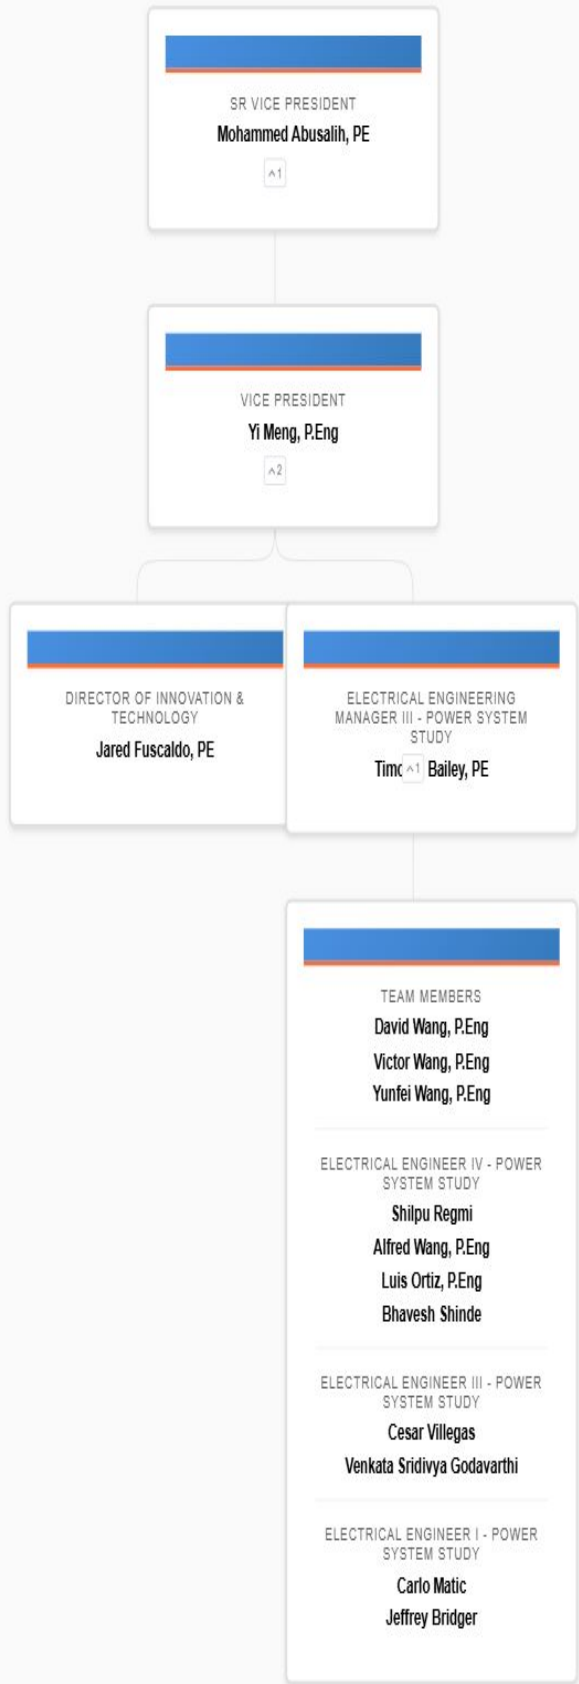 SR VICE PRESIDENT
Mohammed Abusalih, PE
1
VICE PRESIDENT
Yi Meng, P.Eng
2
DIRECTOR OF INNOVATION &
TECHNOLOGY
Jared Fuscaldo, PE
ELECTRICAL ENGINEERING
MANAGER III - POWER SYSTEM
STUDY
1 Bailey, PE
TEAM MEMBERS
David Wang, P.Eng
Victor Wang, P.Eng
Yunfei Wang, P.Eng
ELECTRICAL ENGINEER IV - POWER
SYSTEM STUDY
Shilpu Regmi
Alfred Wang, P.Eng
Luis Ortiz, P.Eng
Bhavesh Shinde
ELECTRICAL ENGINEER III - POWER
SYSTEM STUDY
Cesar Villegas
Venkata Sridivya Godavarthi
ELECTRICAL ENGINEER I - POWER
SYSTEM STUDY
Carlo Matic
Jeffrey Bridger